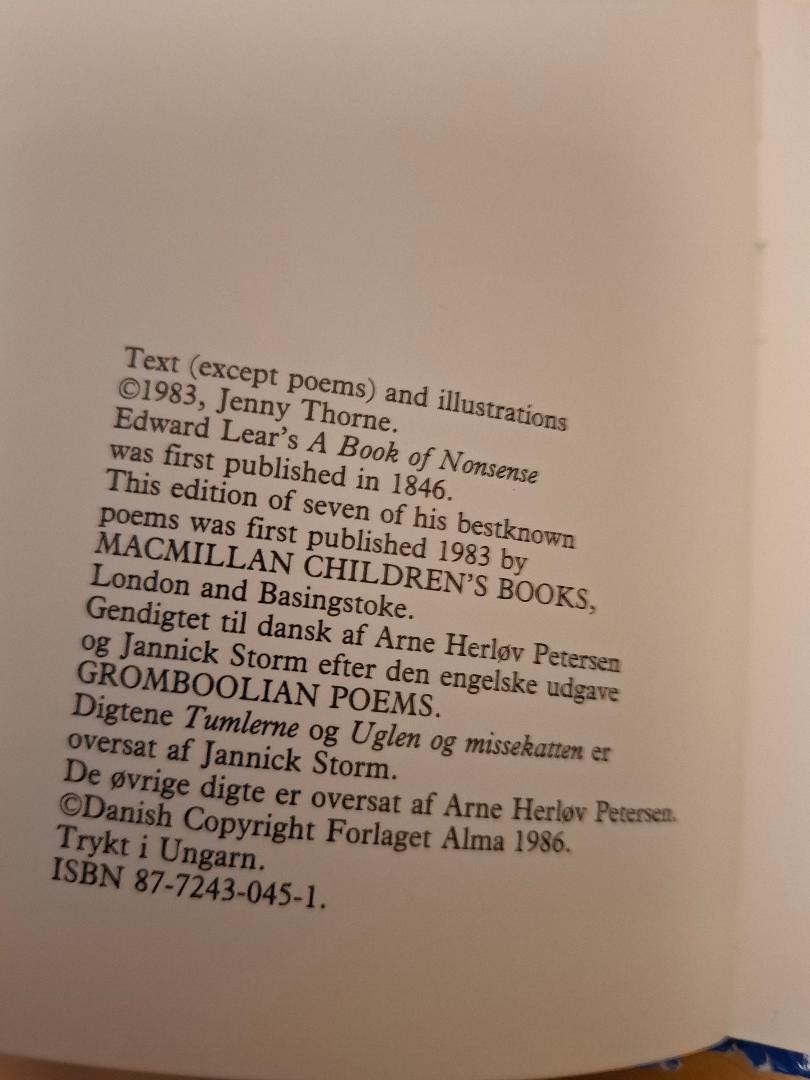 Text (except poems) and illustrations
©1983, Jenny Thorne.
Edward Lear's A Book of Nonsense
was first published in 1846.
This edition of seven of his bestknown
poems was first published 1983 by
MACMILLAN CHILDREN'S BOOKS,
London and Basingstoke.
Gendigtet til dansk af Arne Herløv Petersen
og Jannick Storm efter den engelske udgave
GROMBOOLIAN POEMS.
Digtene Tumlerne og Uglen og missekatten er
oversat af Jannick Storm.
De øvrige digte er oversat af Arne Herløv Petersen.
©Danish Copyright Forlaget Alma 1986.
Trykt i Ungarn.
ISBN 87-7243-045-1.